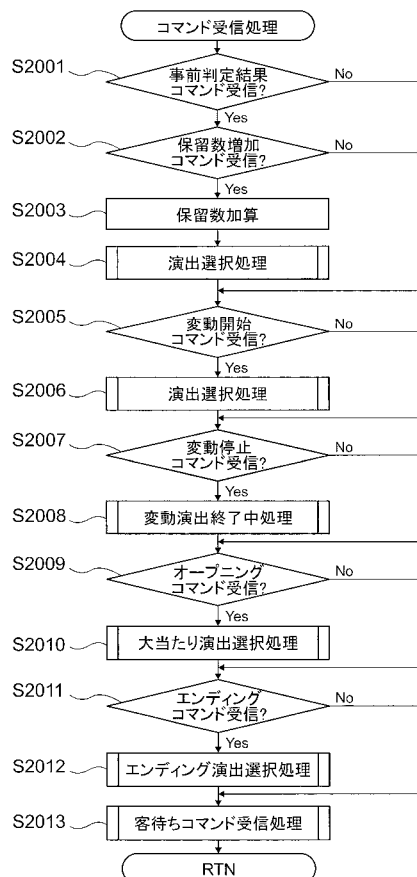 コマンド受信処理
S2001
事前判定結果
コマンド受信?
No
Yes
S2002
保留数増加
コマンド受信?
No
Yes
S2003
保留数加算
S2004
演出選択処理
S2005
変動開始
コマンド受信?
No
Yes
S2006
演出選択処理
S2007
変動停止
コマンド受信?
No
Yes
S2008
変動演出終了中処理
S2009
オープニング
コマンド受信?
No
Yes
S2010
大当たり演出選択処理
S2011
エンディング
コマンド受信?
No
Yes
S2012
エンディング演出選択処理
S2013
客待ちコマンド受信処理
RTN